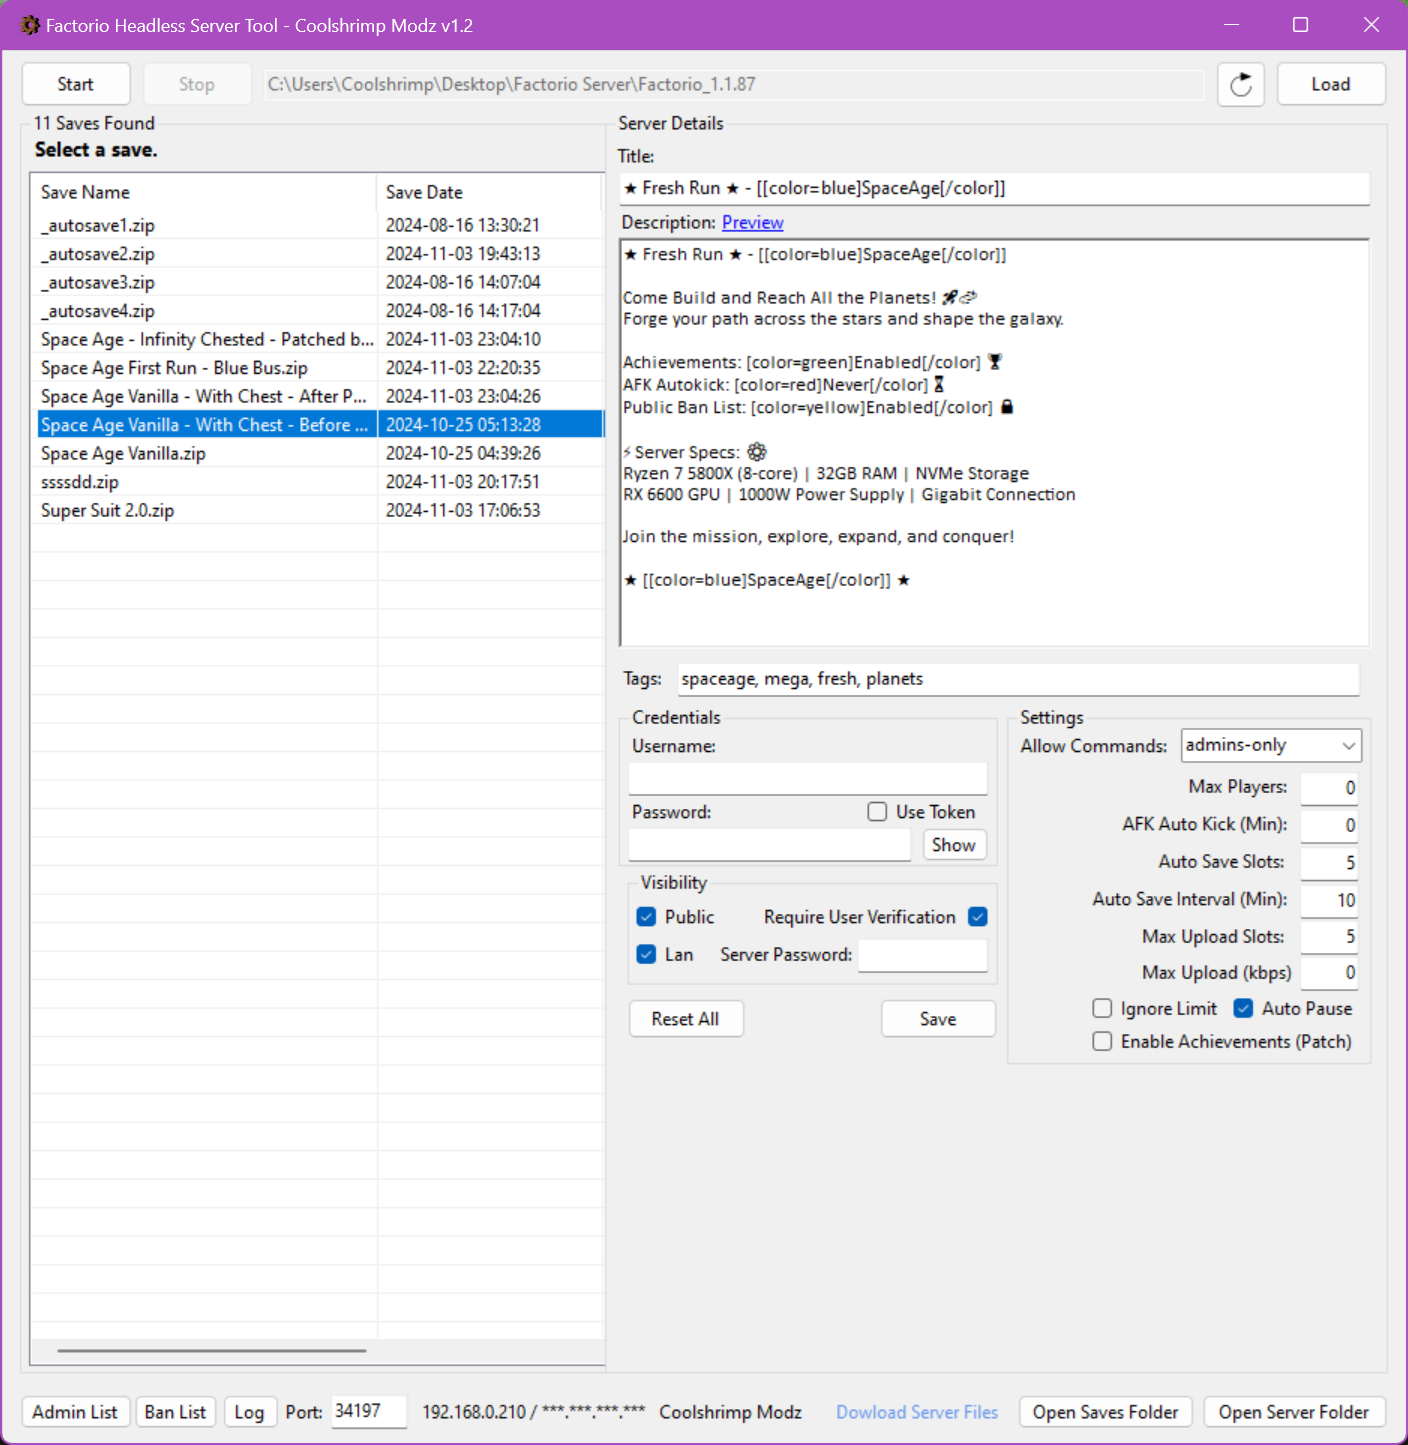 Factorio Headless Server Tool - Coolshrimp Modz v1.2
Start Stop C:\Users\Coolshrimp\Desktop\Factorio Server\Factorio_1.1.87 Load
11 Saves Found
Select a save.
Save Name Save Date
_autosave1.zip 2024-08-16 13:30:21
_autosave2.zip 2024-11-03 19:43:13
_autosave3.zip 2024-08-16 14:07:04
_autosave4.zip 2024-08-16 14:17:04
Space Age - Infinity Chested - Patched b... 2024-11-03 23:04:10
Space Age First Run - Blue Bus.zip 2024-11-03 22:20:35
Space Age Vanilla - With Chest - After P... 2024-11-03 23:04:26
Space Age Vanilla - With Chest - Before ... 2024-10-25 05:13:28
Space Age Vanilla.zip 2024-10-25 04:39:26
ssssdd.zip 2024-11-03 20:17:51
Super Suit 2.0.zip 2024-11-03 17:06:53
Server Details
Title:
★ Fresh Run ★ - [[color=blue]SpaceAge[/color]]
Description: Preview
★ Fresh Run ★ - [[color=blue]SpaceAge[/color]]
Come Build and Reach All the Planets! 🚀🪐
Forge your path across the stars and shape the galaxy.
Achievements: [color=green]Enabled[/color] 🏆
AFK Autokick: [color=red]Never[/color] ⏳
Public Ban List: [color=yellow]Enabled[/color] 🔒
⚡ Server Specs: ⚙
Ryzen 7 5800X (8-core) | 32GB RAM | NVMe Storage
RX 6600 GPU | 1000W Power Supply | Gigabit Connection
Join the mission, explore, expand, and conquer!
★ [[color=blue]SpaceAge[/color]] ★
Tags: spaceage, mega, fresh, planets
Credentials
Username:
Password: Use Token
Show
Visibility
Public Require User Verification
Lan Server Password:
Reset All Save
Settings
Allow Commands: admins-only
Max Players: 0
AFK Auto Kick (Min): 0
Auto Save Slots: 5
Auto Save Interval (Min): 10
Max Upload Slots: 5
Max Upload (kbps) 0
Ignore Limit Auto Pause
Enable Achievements (Patch)
Admin List Ban List Log Port: 34197 192.168.0.210 / ***.***.***.*** Coolshrimp Modz Dowload Server Files Open Saves Folder Open Server Folder